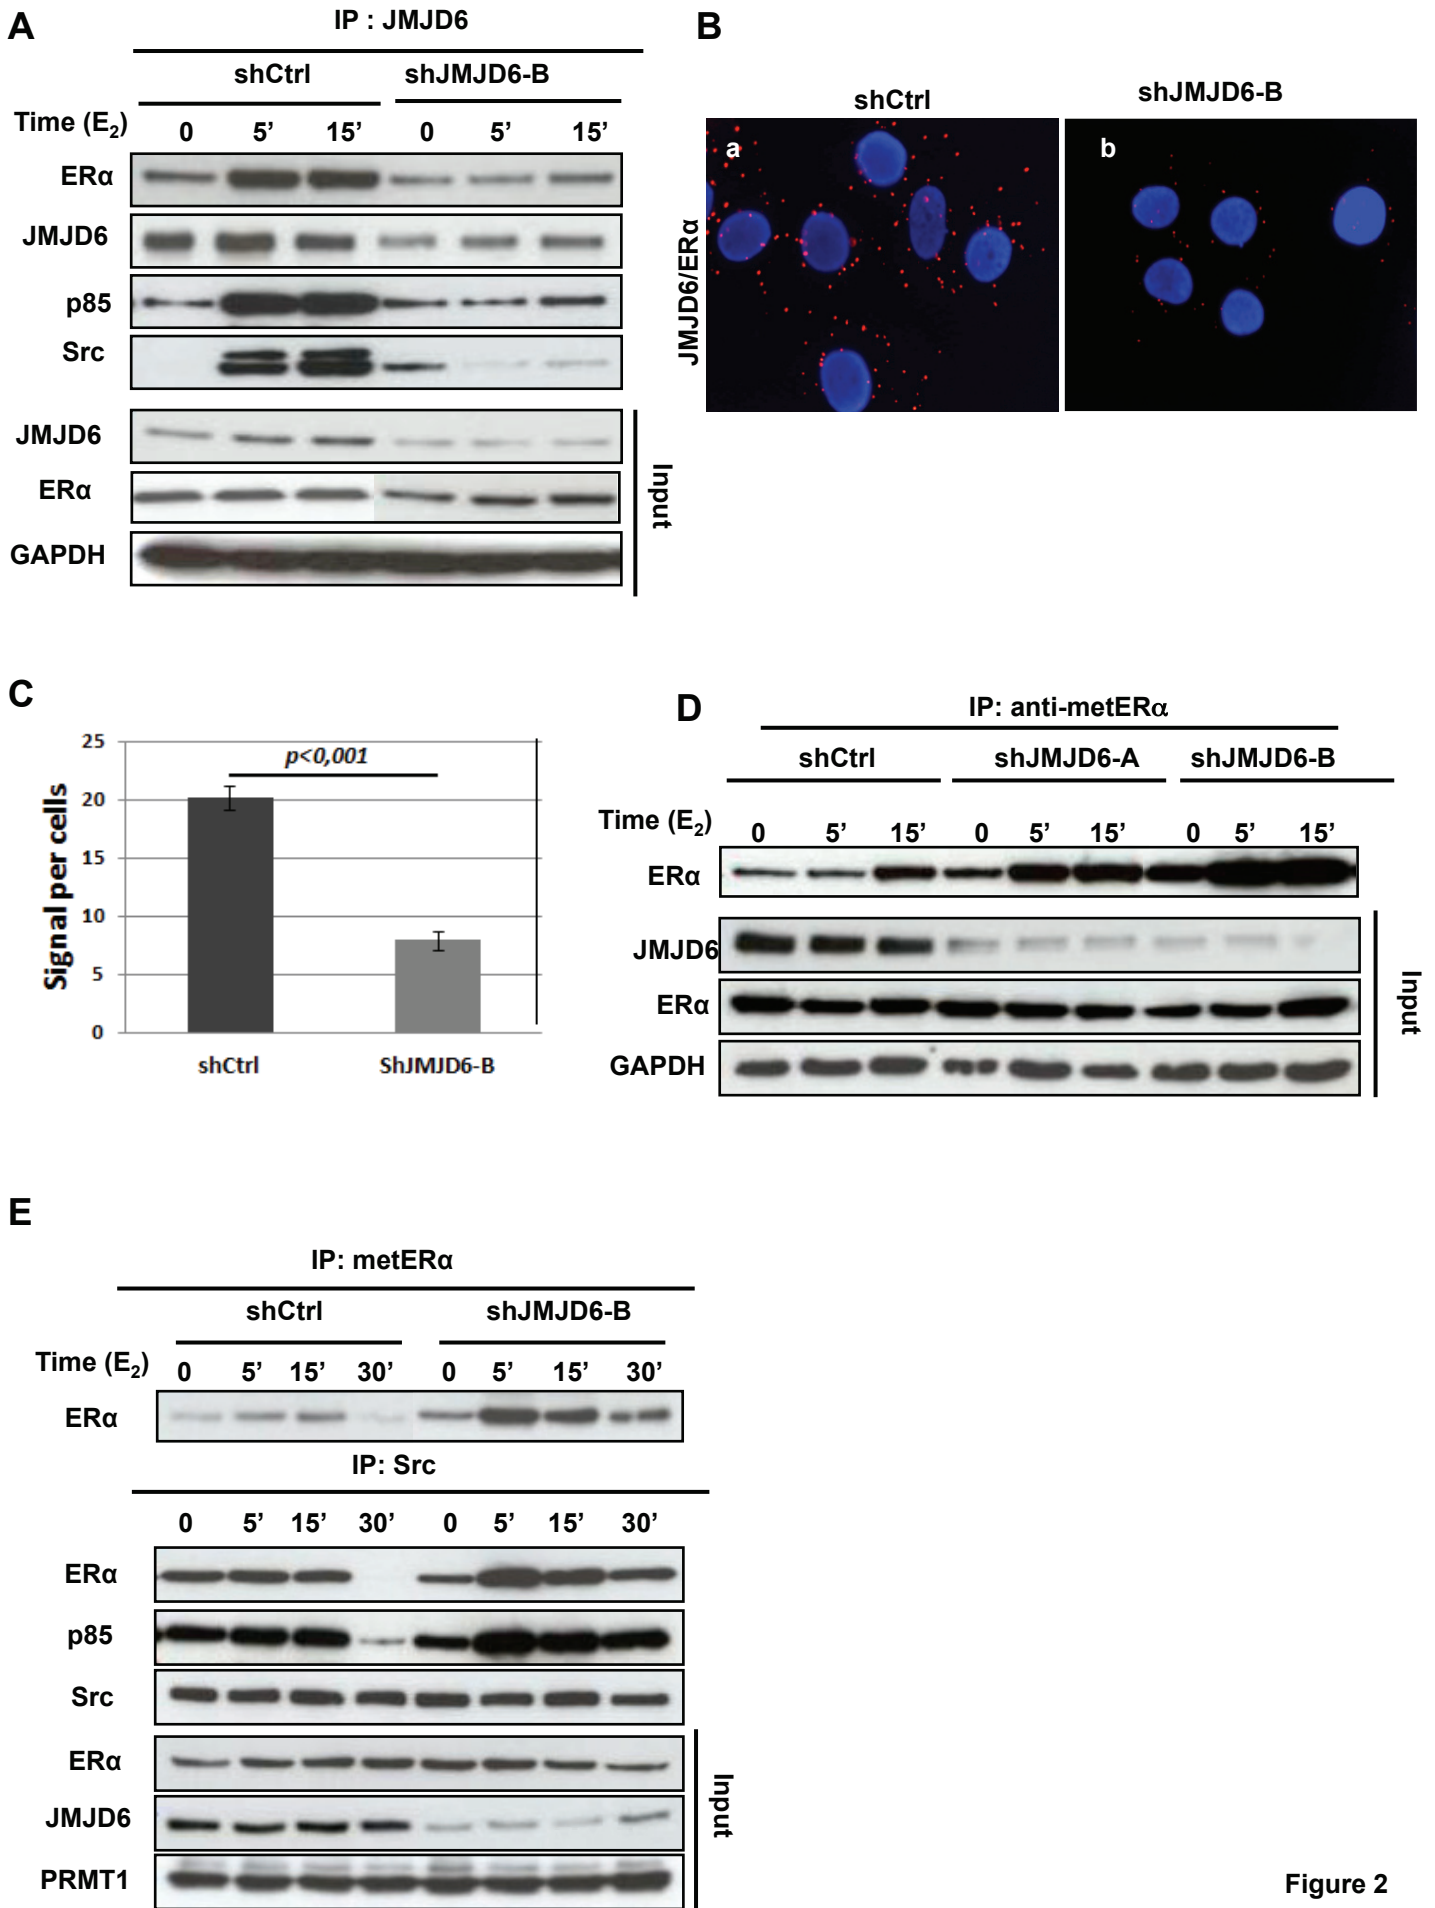 A
IP : JMJD6
shCtrl shJMJD6-B
Time (E2) 0 5’ 15’ 0 5’ 15’
ERα
JMJD6
p85
Src
JMJD6
ERα
GAPDH
Input
B
shCtrl shJMJD6-B
JMJD6/ERα
a b
C
Signal per cells
25
20
15
10
5
0
p<0,001
shCtrl ShJMJD6-B
D
IP: anti-metERα
shCtrl shJMJD6-A shJMJD6-B
Time (E2) 0 5’ 15’ 0 5’ 15’ 0 5’ 15’
ERα
JMJD6
ERα
GAPDH
Input
E
IP: metERα
shCtrl shJMJD6-B
Time (E2) 0 5’ 15’ 30’ 0 5’ 15’ 30’
ERα
IP: Src
0 5’ 15’ 30’ 0 5’ 15’ 30’
ERα
p85
Src
ERα
JMJD6
PRMT1
Input
Figure 2